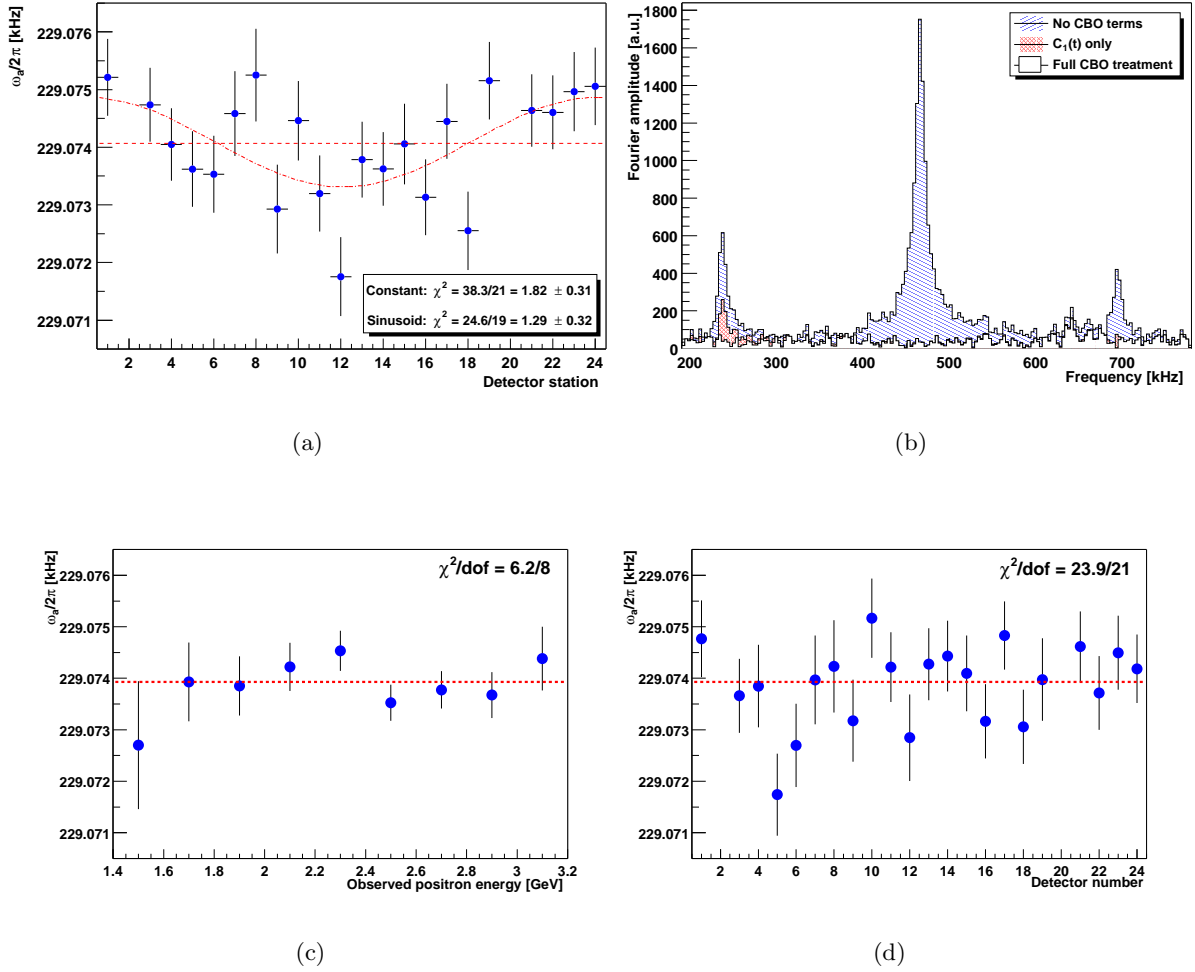 ω_a/2π [kHz]
229.076
229.075
229.074
229.073
229.072
229.071
Constant: χ² = 38.3/21 = 1.82 ± 0.31
Sinusoid: χ² = 24.6/19 = 1.29 ± 0.32
2 4 6 8 10 12 14 16 18 20 22 24
Detector station
(a)
Fourier amplitude [a.u.]
1800
1600
1400
1200
1000
800
600
400
200
0
No CBO terms
C₁(t) only
Full CBO treatment
200 300 400 500 600 700
Frequency [kHz]
(b)
ω_a/2π [kHz]
229.076
229.075
229.074
229.073
229.072
229.071
χ²/dof = 6.2/8
1.4 1.6 1.8 2 2.2 2.4 2.6 2.8 3 3.2
Observed positron energy [GeV]
(c)
ω_a/2π [kHz]
229.076
229.075
229.074
229.073
229.072
229.071
χ²/dof = 23.9/21
2 4 6 8 10 12 14 16 18 20 22 24
Detector number
(d)